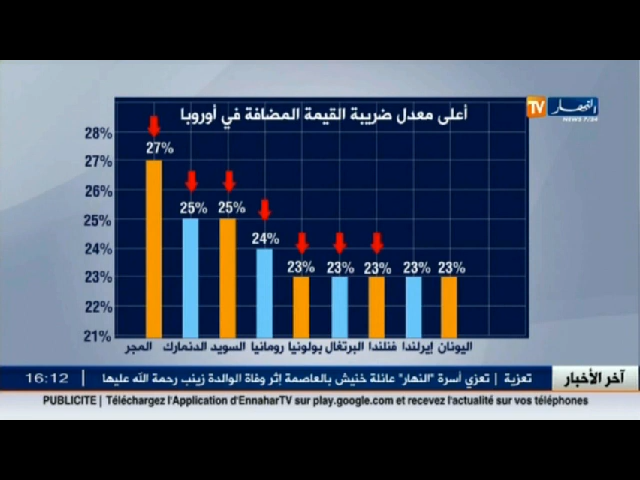 أعلى معدل ضريبة القيمة المضافة في أوروبا
TV النهار
NEWS 7/24
28%
27%
26%
25%
24%
23%
22%
21%
27%
25%
25%
24%
23%
23%
23%
23%
23%
المجر الدنمارك السويد رومانيا بولونيا البرتغال فنلندا إيرلندا اليونان
آخر الأخبار
تعزية | تعزي أسرة "النهار" عائلة خنيش بالعاصمة إثر وفاة الوالدة زينب رحمة الله عليها
16:12
PUBLICITE | Téléchargez l'Application d'EnnaharTV sur play.google.com et recevez l'actualité sur vos téléphones